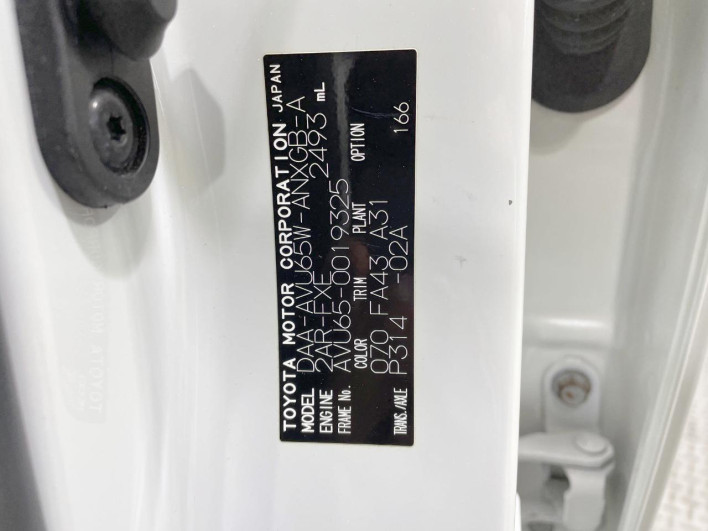 TOYOTA MOTOR CORPORATION JAPAN
MODEL DAA-AVU65W-ANXGB-A
ENGINE 2AR-FXE 2493 mL
FRAME No. AVU65-0019325
COLOR TRIM PLANT OPTION
070 FA43 A31
TRANS./AXLE P314 -02A 166